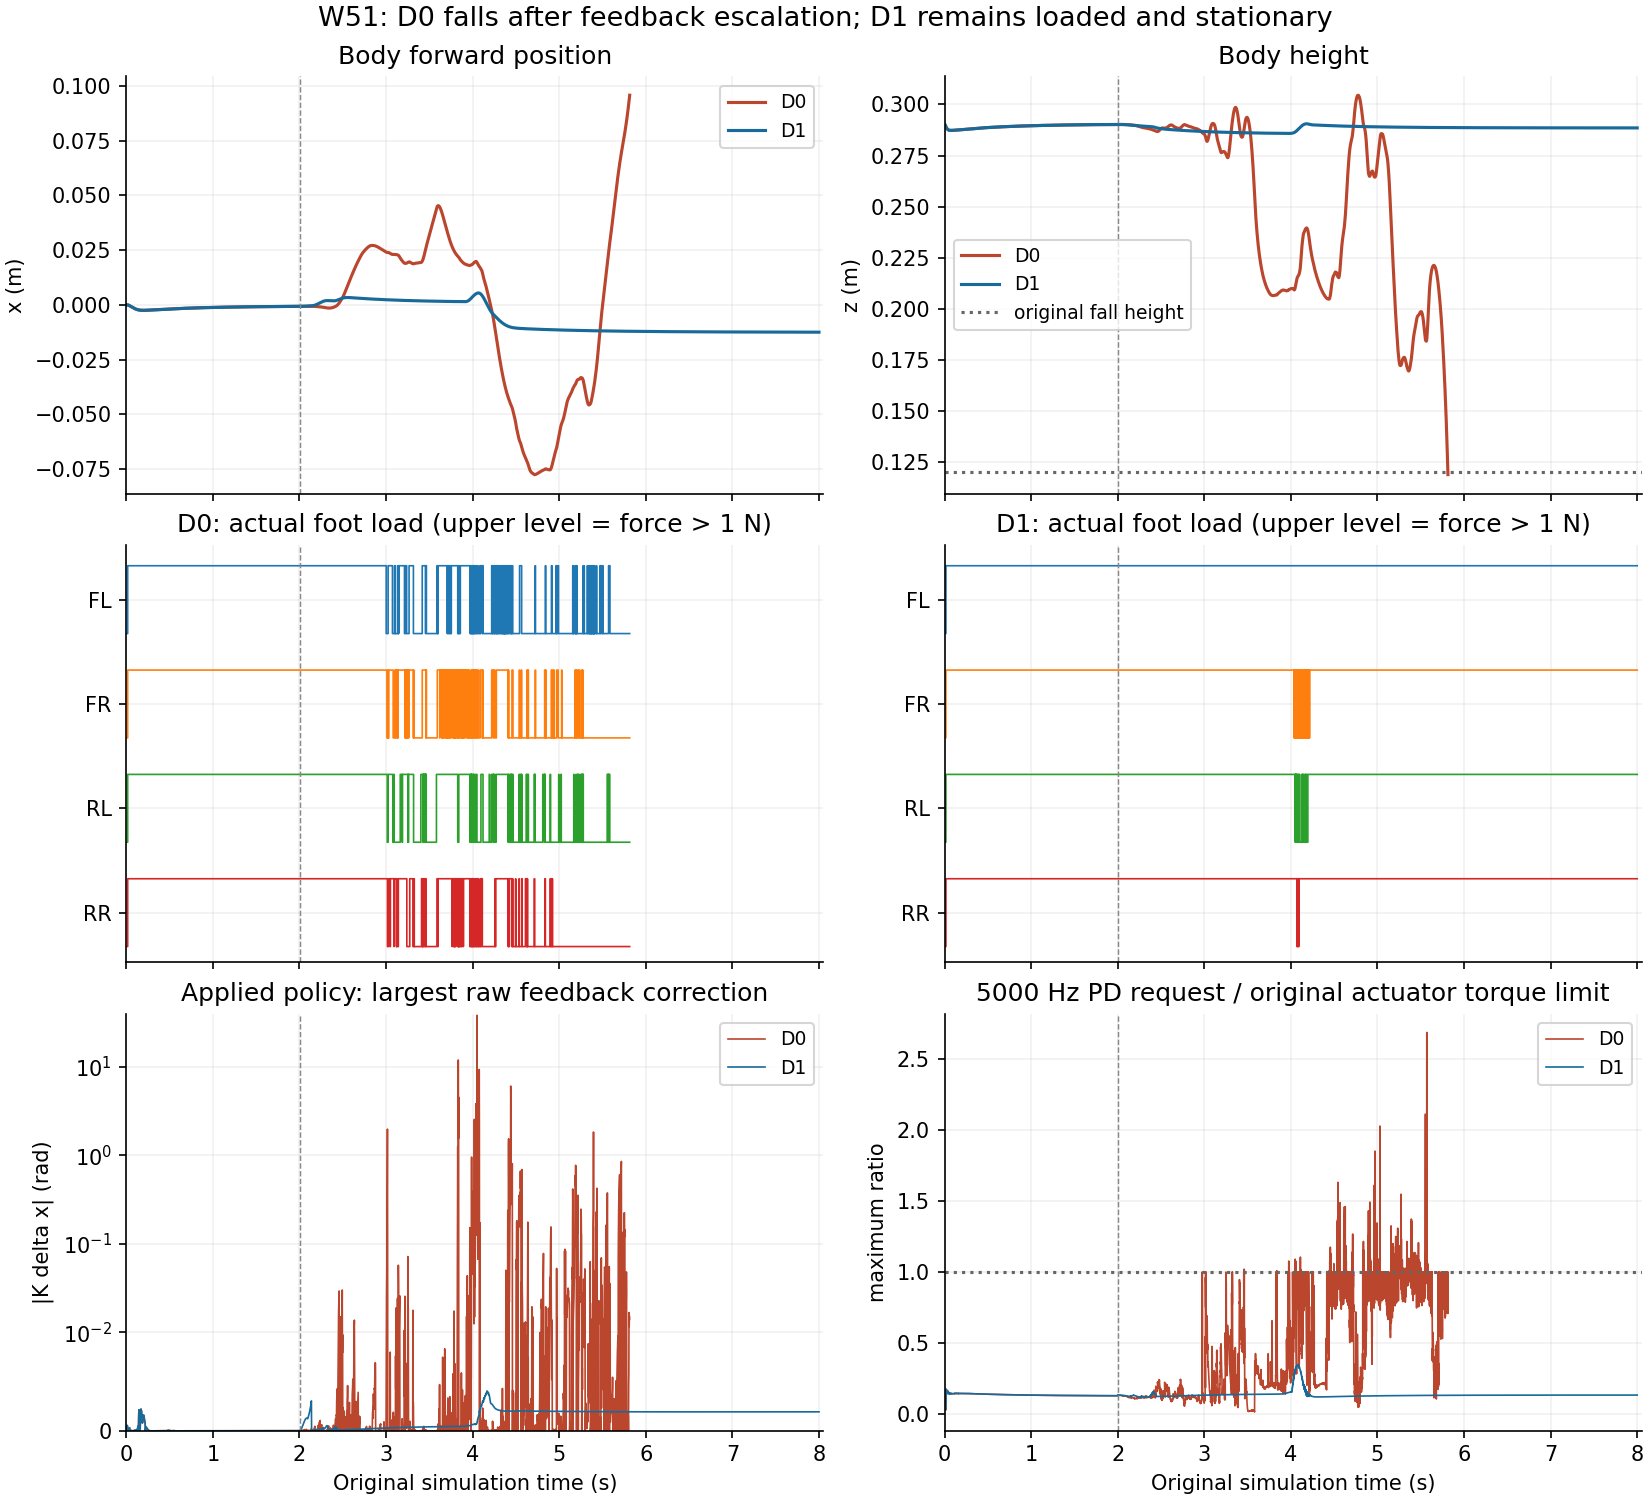 W51: D0 falls after feedback escalation; D1 remains loaded and stationary
Body forward position
x (m)
0.100
0.075
0.050
0.025
0.000
−0.025
−0.050
−0.075
D0
D1
Body height
z (m)
0.300
0.275
0.250
0.225
0.200
0.175
0.150
0.125
D0
D1
original fall height
D0: actual foot load (upper level = force > 1 N)
FL
FR
RL
RR
D1: actual foot load (upper level = force > 1 N)
FL
FR
RL
RR
Applied policy: largest raw feedback correction
|K delta x| (rad)
10¹
10⁰
10⁻¹
10⁻²
0
D0
D1
0 1 2 3 4 5 6 7 8
Original simulation time (s)
5000 Hz PD request / original actuator torque limit
maximum ratio
2.5
2.0
1.5
1.0
0.5
0.0
D0
D1
0 1 2 3 4 5 6 7 8
Original simulation time (s)